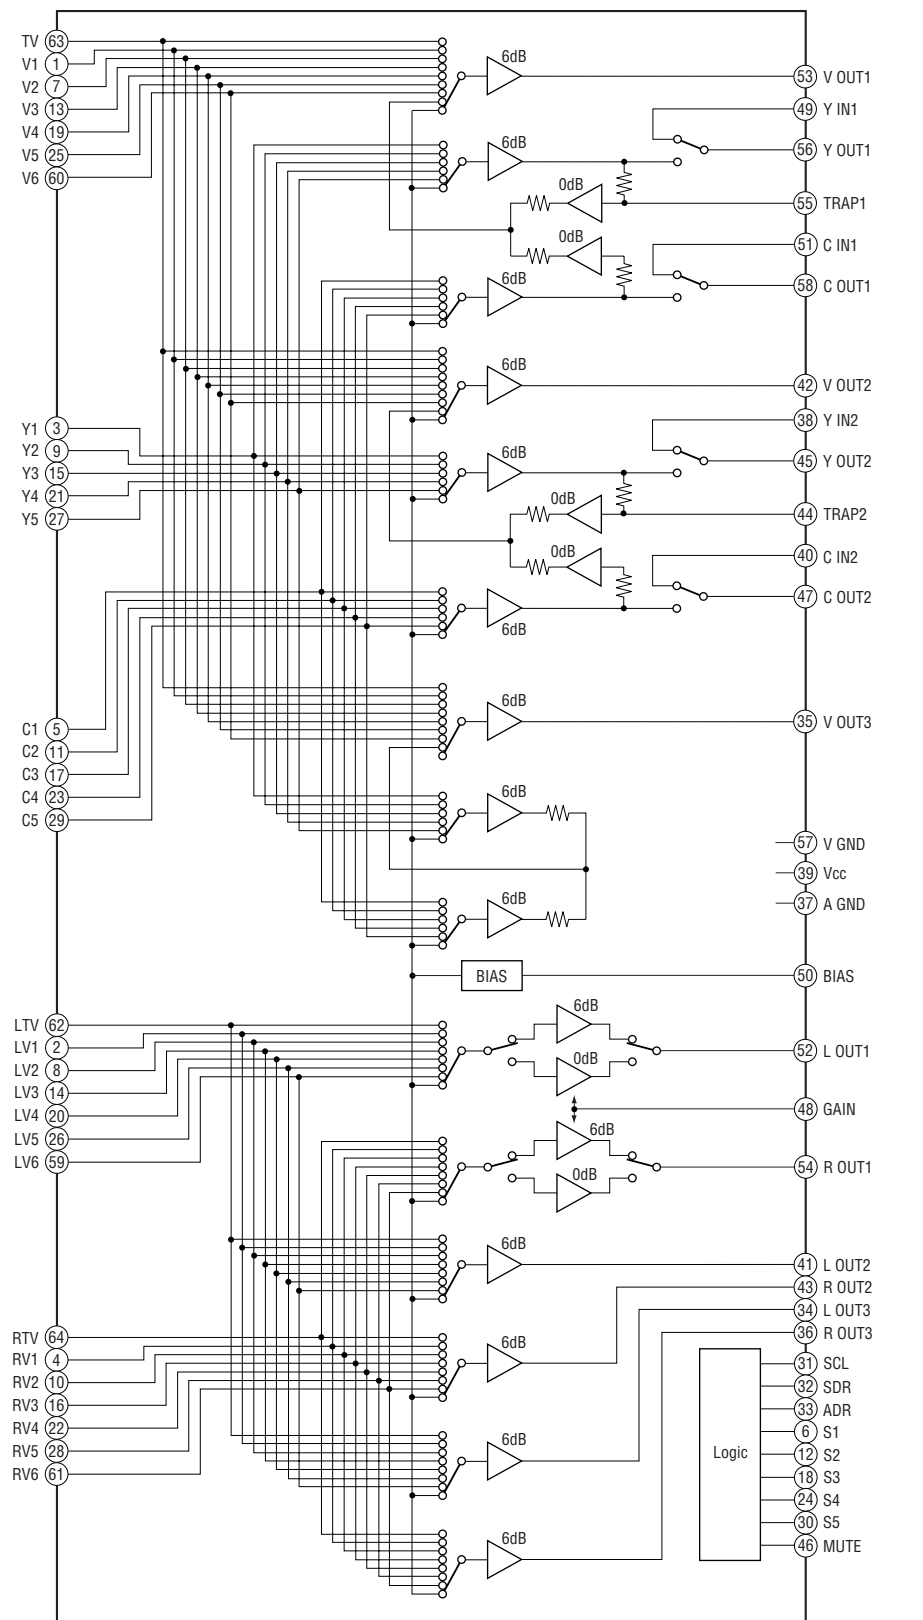 TV 63
V1 1
V2 7
V3 13
V4 19
V5 25
V6 60
6dB
53 V OUT1
49 Y IN1
6dB
56 Y OUT1
0dB
55 TRAP1
0dB
51 C IN1
6dB
58 C OUT1
6dB
42 V OUT2
38 Y IN2
Y1 3
Y2 9
Y3 15
Y4 21
Y5 27
6dB
45 Y OUT2
0dB
44 TRAP2
0dB
40 C IN2
6dB
47 C OUT2
6dB
35 V OUT3
C1 5
C2 11
C3 17
C4 23
C5 29
6dB
57 V GND
39 Vcc
37 A GND
6dB
BIAS
50 BIAS
LTV 62
LV1 2
LV2 8
LV3 14
LV4 20
LV5 26
LV6 59
6dB
0dB
52 L OUT1
48 GAIN
6dB
0dB
54 R OUT1
6dB
41 L OUT2
43 R OUT2
34 L OUT3
36 R OUT3
RTV 64
RV1 4
RV2 10
RV3 16
RV4 22
RV5 28
RV6 61
6dB
6dB
6dB
Logic
31 SCL
32 SDR
33 ADR
6 S1
12 S2
18 S3
24 S4
30 S5
46 MUTE